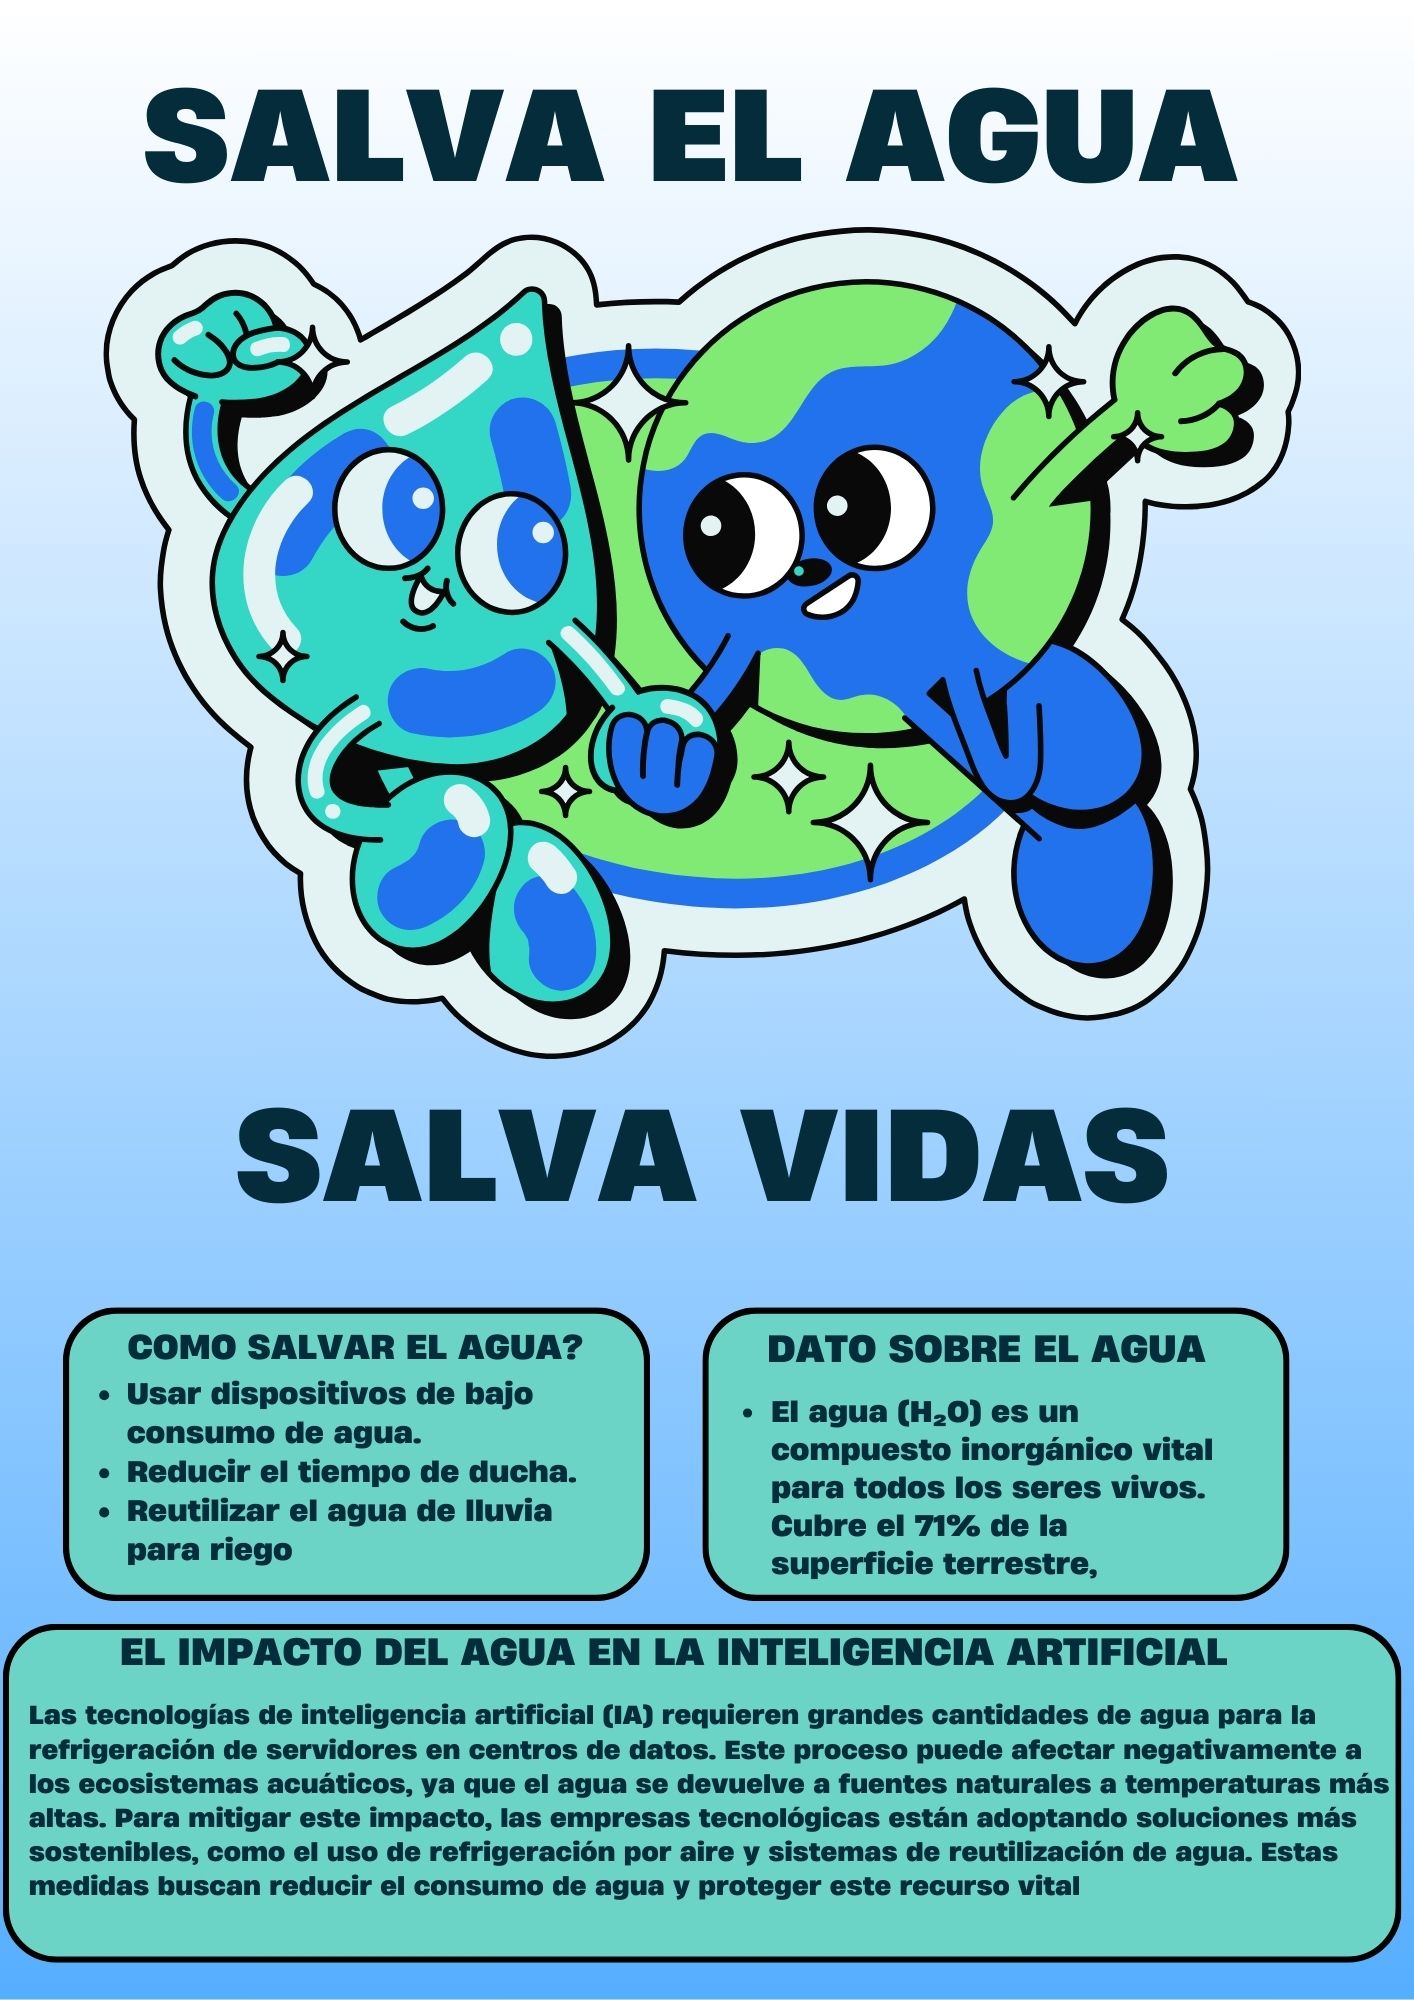 SALVA EL AGUA
SALVA VIDAS
COMO SALVAR EL AGUA?
• Usar dispositivos de bajo
consumo de agua.
• Reducir el tiempo de ducha.
• Reutilizar el agua de lluvia
para riego
DATO SOBRE EL AGUA
• El agua (H₂O) es un
compuesto inorgánico vital
para todos los seres vivos.
Cubre el 71% de la
superficie terrestre,
EL IMPACTO DEL AGUA EN LA INTELIGENCIA ARTIFICIAL
Las tecnologías de inteligencia artificial (IA) requieren grandes cantidades de agua para la
refrigeración de servidores en centros de datos. Este proceso puede afectar negativamente a
los ecosistemas acuáticos, ya que el agua se devuelve a fuentes naturales a temperaturas más
altas. Para mitigar este impacto, las empresas tecnológicas están adoptando soluciones más
sostenibles, como el uso de refrigeración por aire y sistemas de reutilización de agua. Estas
medidas buscan reducir el consumo de agua y proteger este recurso vital